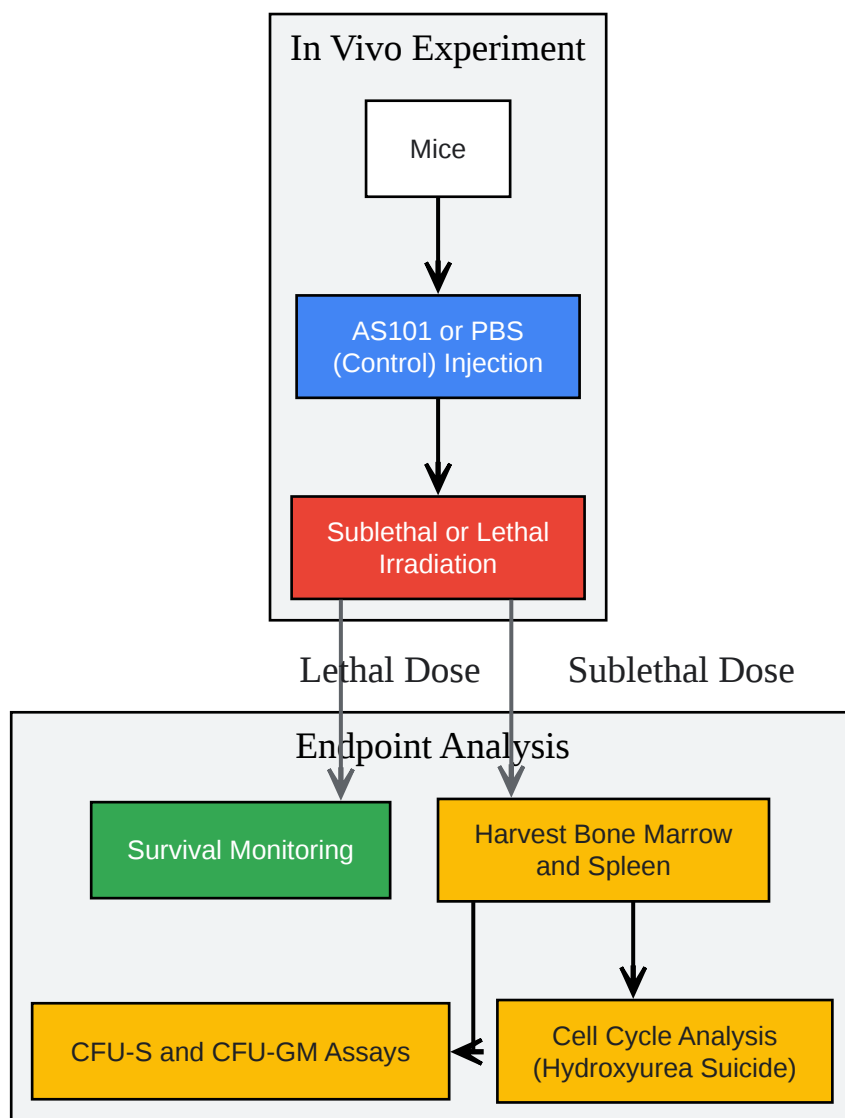 In Vivo Experiment
Mice
AS101 or PBS
(Control) Injection
Sublethal or Lethal
Irradiation
Lethal Dose
Sublethal Dose
Endpoint Analysis
Survival Monitoring
Harvest Bone Marrow
and Spleen
CFU-S and CFU-GM Assays
Cell Cycle Analysis
(Hydroxyurea Suicide)